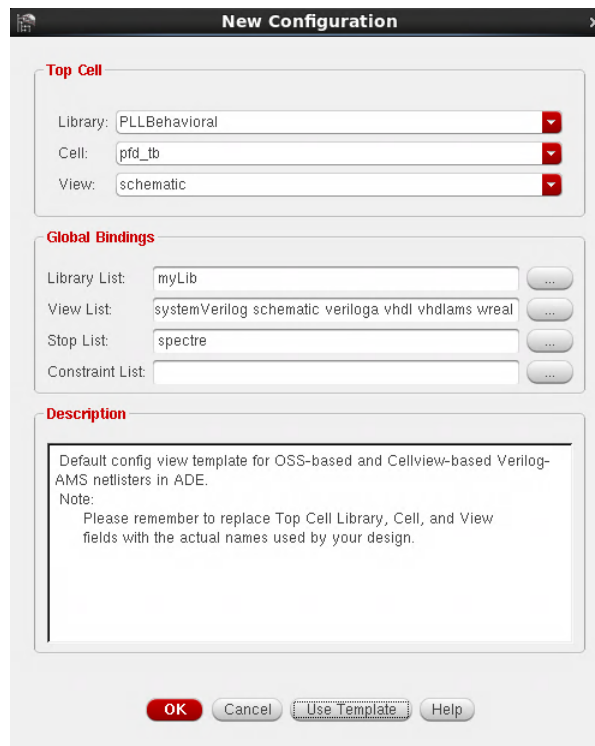 New Configuration
Top Cell
Library: PLLBehavioral
Cell: pfd_tb
View: schematic
Global Bindings
Library List: myLib ...
View List: systemVerilog schematic veriloga vhdl vhdlams wreal ...
Stop List: spectre ...
Constraint List: ...
Description
Default config view template for OSS-based and Cellview-based Verilog-
AMS netlisters in ADE.
Note:
Please remember to replace Top Cell Library, Cell, and View
fields with the actual names used by your design.
OK Cancel Use Template Help